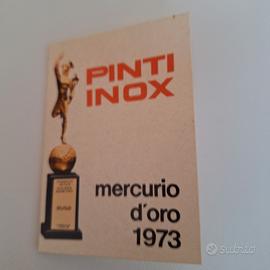 PINTI
INOX
mercurio
d'oro
1973
subito